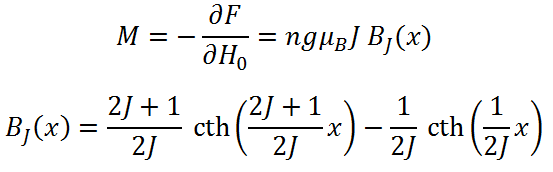 M = −∂F/∂H₀ = ngμ_B J B_J(x)
B_J(x) = (2J + 1)/(2J) cth((2J + 1)/(2J) x) − 1/(2J) cth(1/(2J) x)